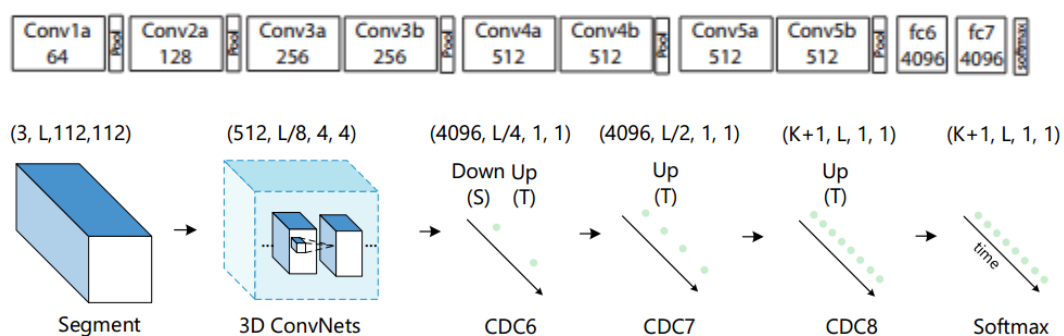 Conv1a
64
Pool
Conv2a
128
Pool
Conv3a
256
Conv3b
256
Pool
Conv4a
512
Conv4b
512
Pool
Conv5a
512
Conv5b
512
Pool
fc6
4096
fc7
4096
softmax
(3, L,112,112)
(512, L/8, 4, 4)
(4096, L/4, 1, 1)
(4096, L/2, 1, 1)
(K+1, L, 1, 1)
(K+1, L, 1, 1)
Down Up
(S) (T)
Up
(T)
Up
(T)
time
Segment
3D ConvNets
CDC6
CDC7
CDC8
Softmax